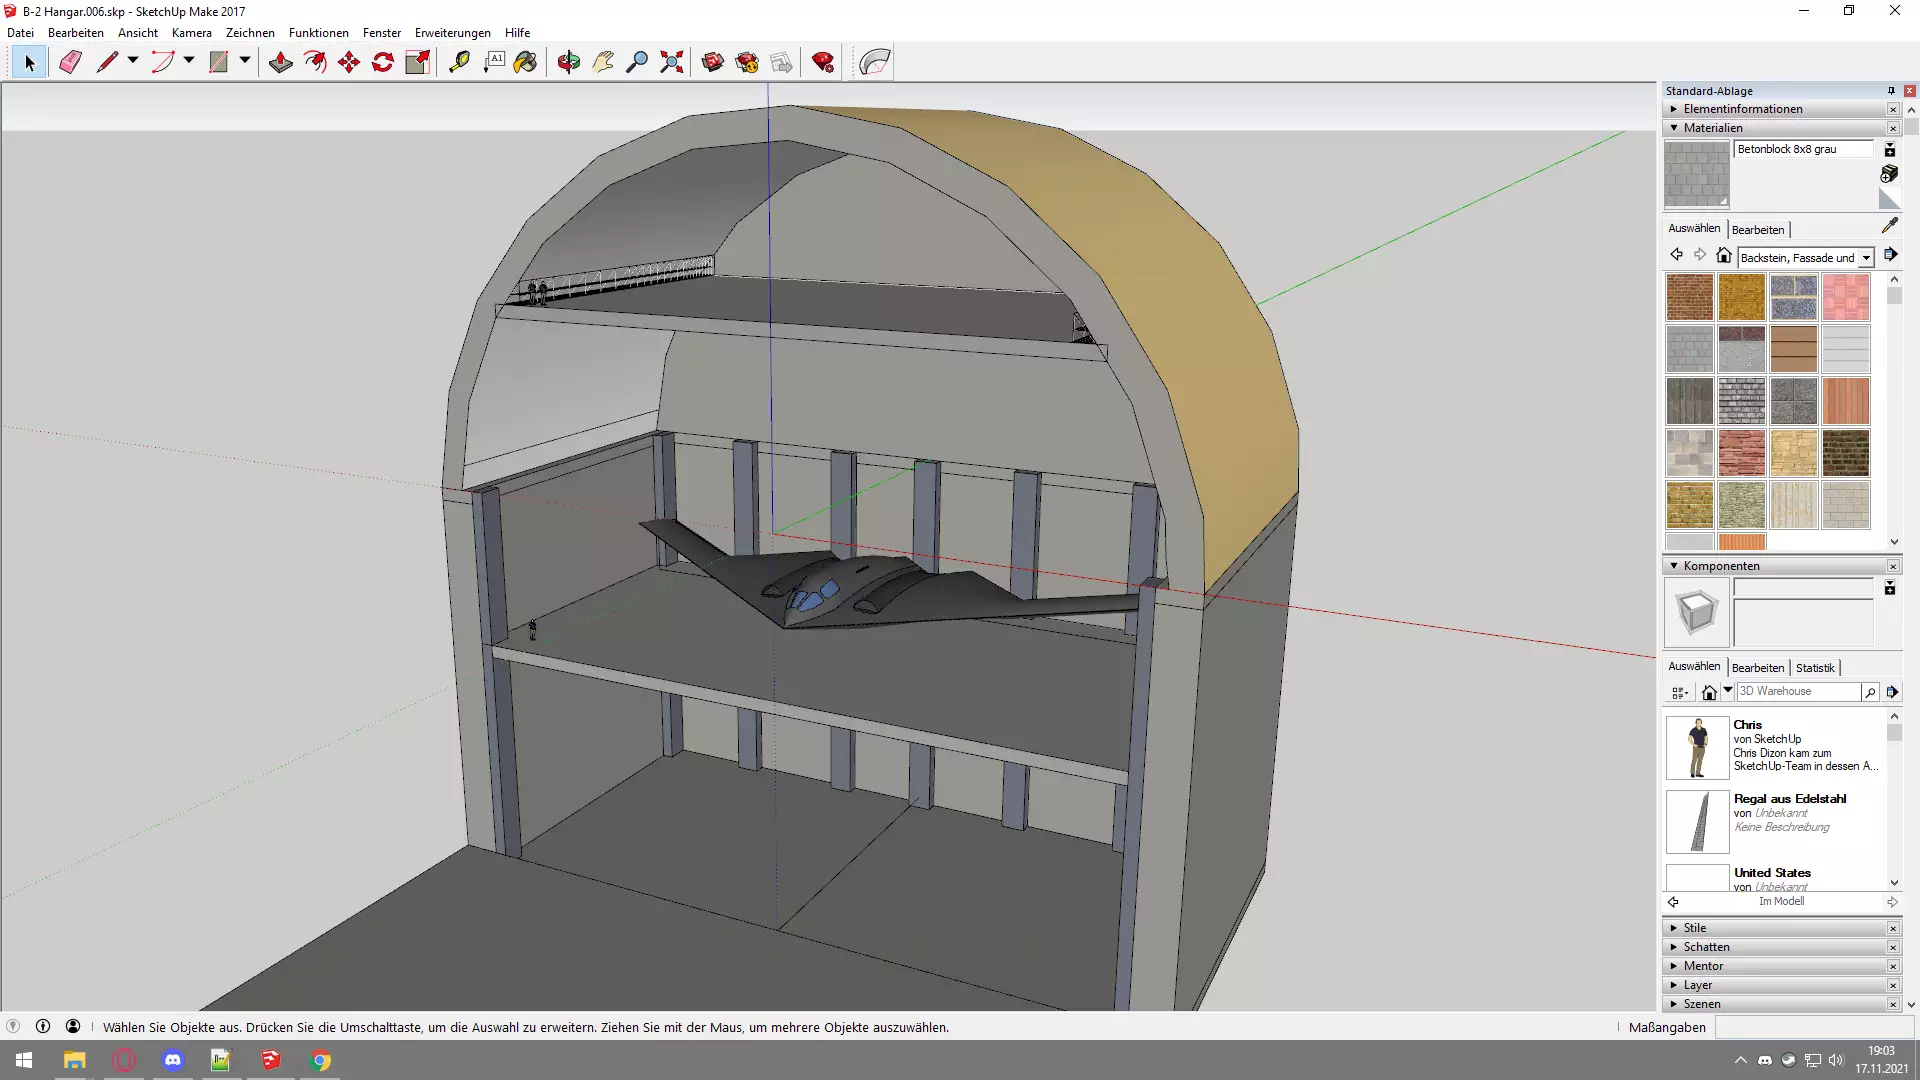 B-2 Hangar.006.skp - SketchUp Make 2017
Datei Bearbeiten Ansicht Kamera Zeichnen Funktionen Fenster Erweiterungen Hilfe
A1
Standard-Ablage
Elementinformationen
Materialien
Betonblock 8x8 grau
Auswählen Bearbeiten
Backstein, Fassade und
Komponenten
Auswählen Bearbeiten Statistik
3D Warehouse
Chris
von SketchUp
Chris Dizon kam zum
SketchUp-Team in dessen A...
Regal aus Edelstahl
von Unbekannt
Keine Beschreibung
United States
von Unbekannt
Im Modell
Stile
Schatten
Mentor
Layer
Szenen
Wählen Sie Objekte aus. Drücken Sie die Umschalttaste, um die Auswahl zu erweitern. Ziehen Sie mit der Maus, um mehrere Objekte auszuwählen.
Maßangaben
19:03
17.11.2021